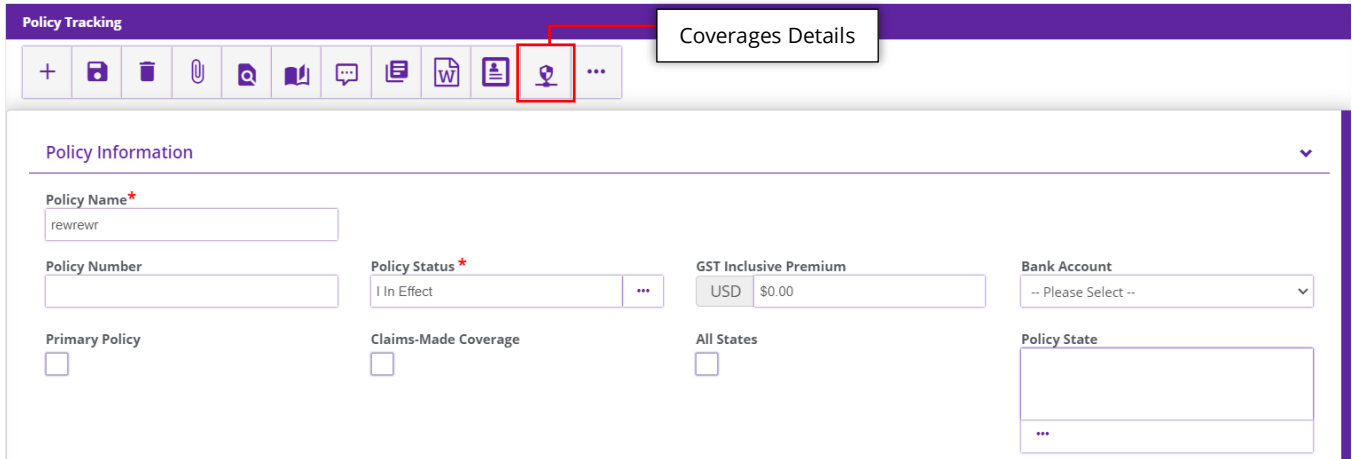 Policy Tracking
Coverages Details
W
Policy Information
Policy Name*
rewrewr
Policy Number
Policy Status *
GST Inclusive Premium
Bank Account
I In Effect
USD
$0.00
-- Please Select --
Primary Policy
Claims-Made Coverage
All States
Policy State